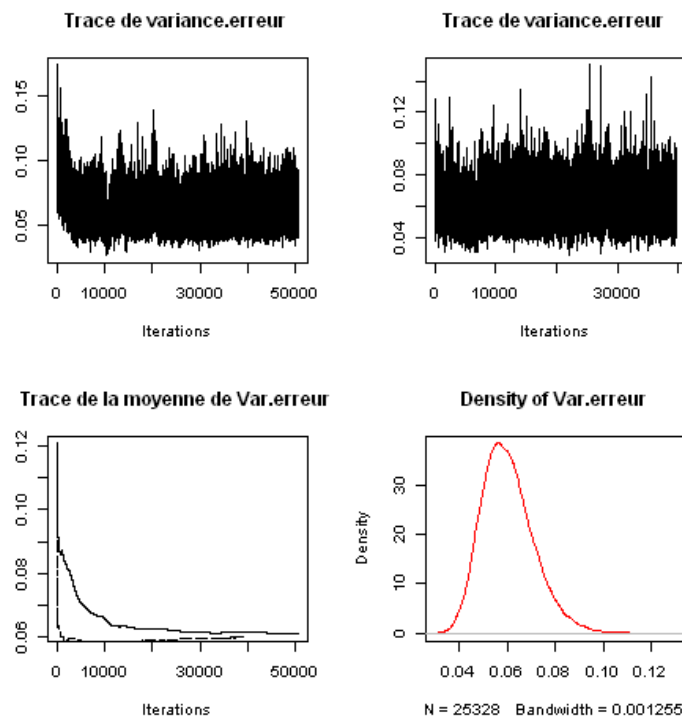 Trace de variance.erreur
0.05 0.10 0.15
0 10000 30000 50000
Iterations
Trace de variance.erreur
0.04 0.08 0.12
0 10000 30000
Iterations
Trace de la moyenne de Var.erreur
0.06 0.08 0.10 0.12
0 10000 30000 50000
Iterations
Density of Var.erreur
Density
0 10 20 30
0.04 0.06 0.08 0.10 0.12
N = 25328 Bandwidth = 0.001255